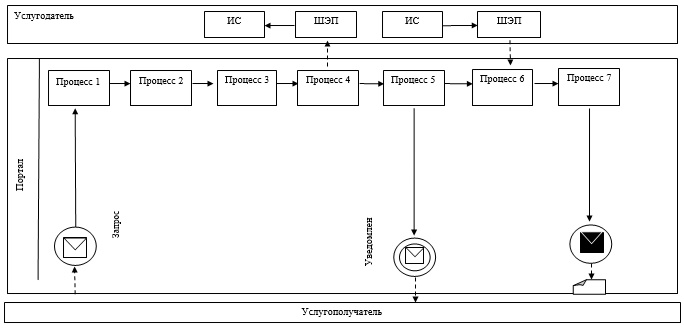 Услугодатель
ИС
ШЭП
ИС
ШЭП
Портал
Процесс 1
Процесс 2
Процесс 3
Процесс 4
Процесс 5
Процесс 6
Процесс 7
Запрос
Уведомлен
Услугополучатель